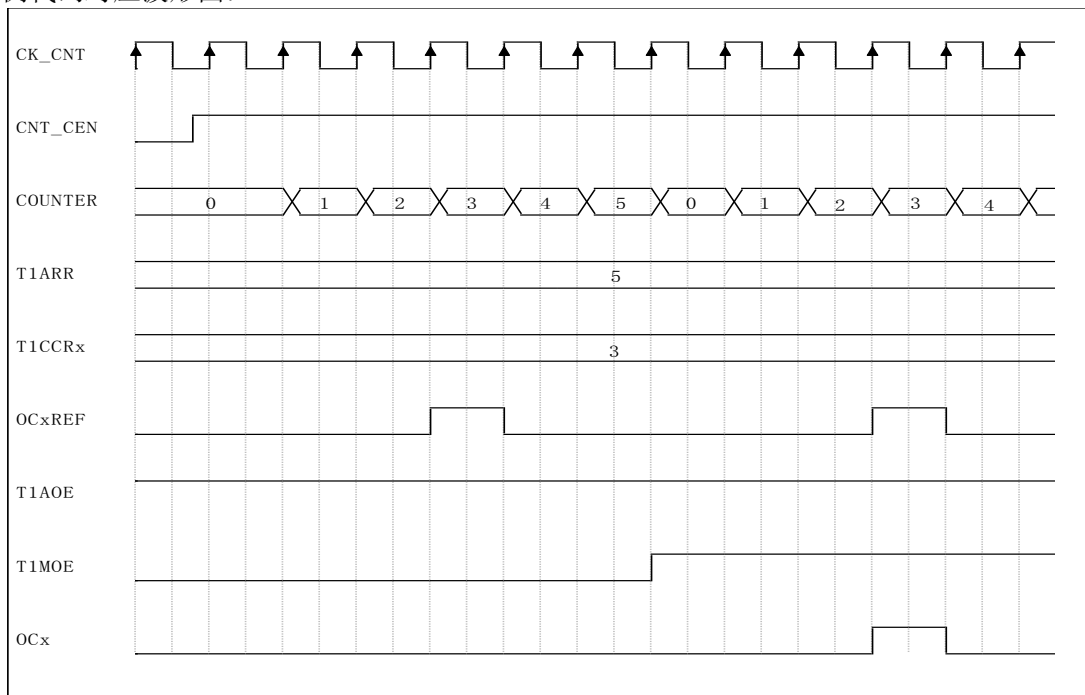 CK_CNT
CNT_CEN
COUNTER 0 1 2 3 4 5 0 1 2 3 4
T1ARR 5
T1CCRx 3
OCxREF
T1AOE
T1MOE
OCx